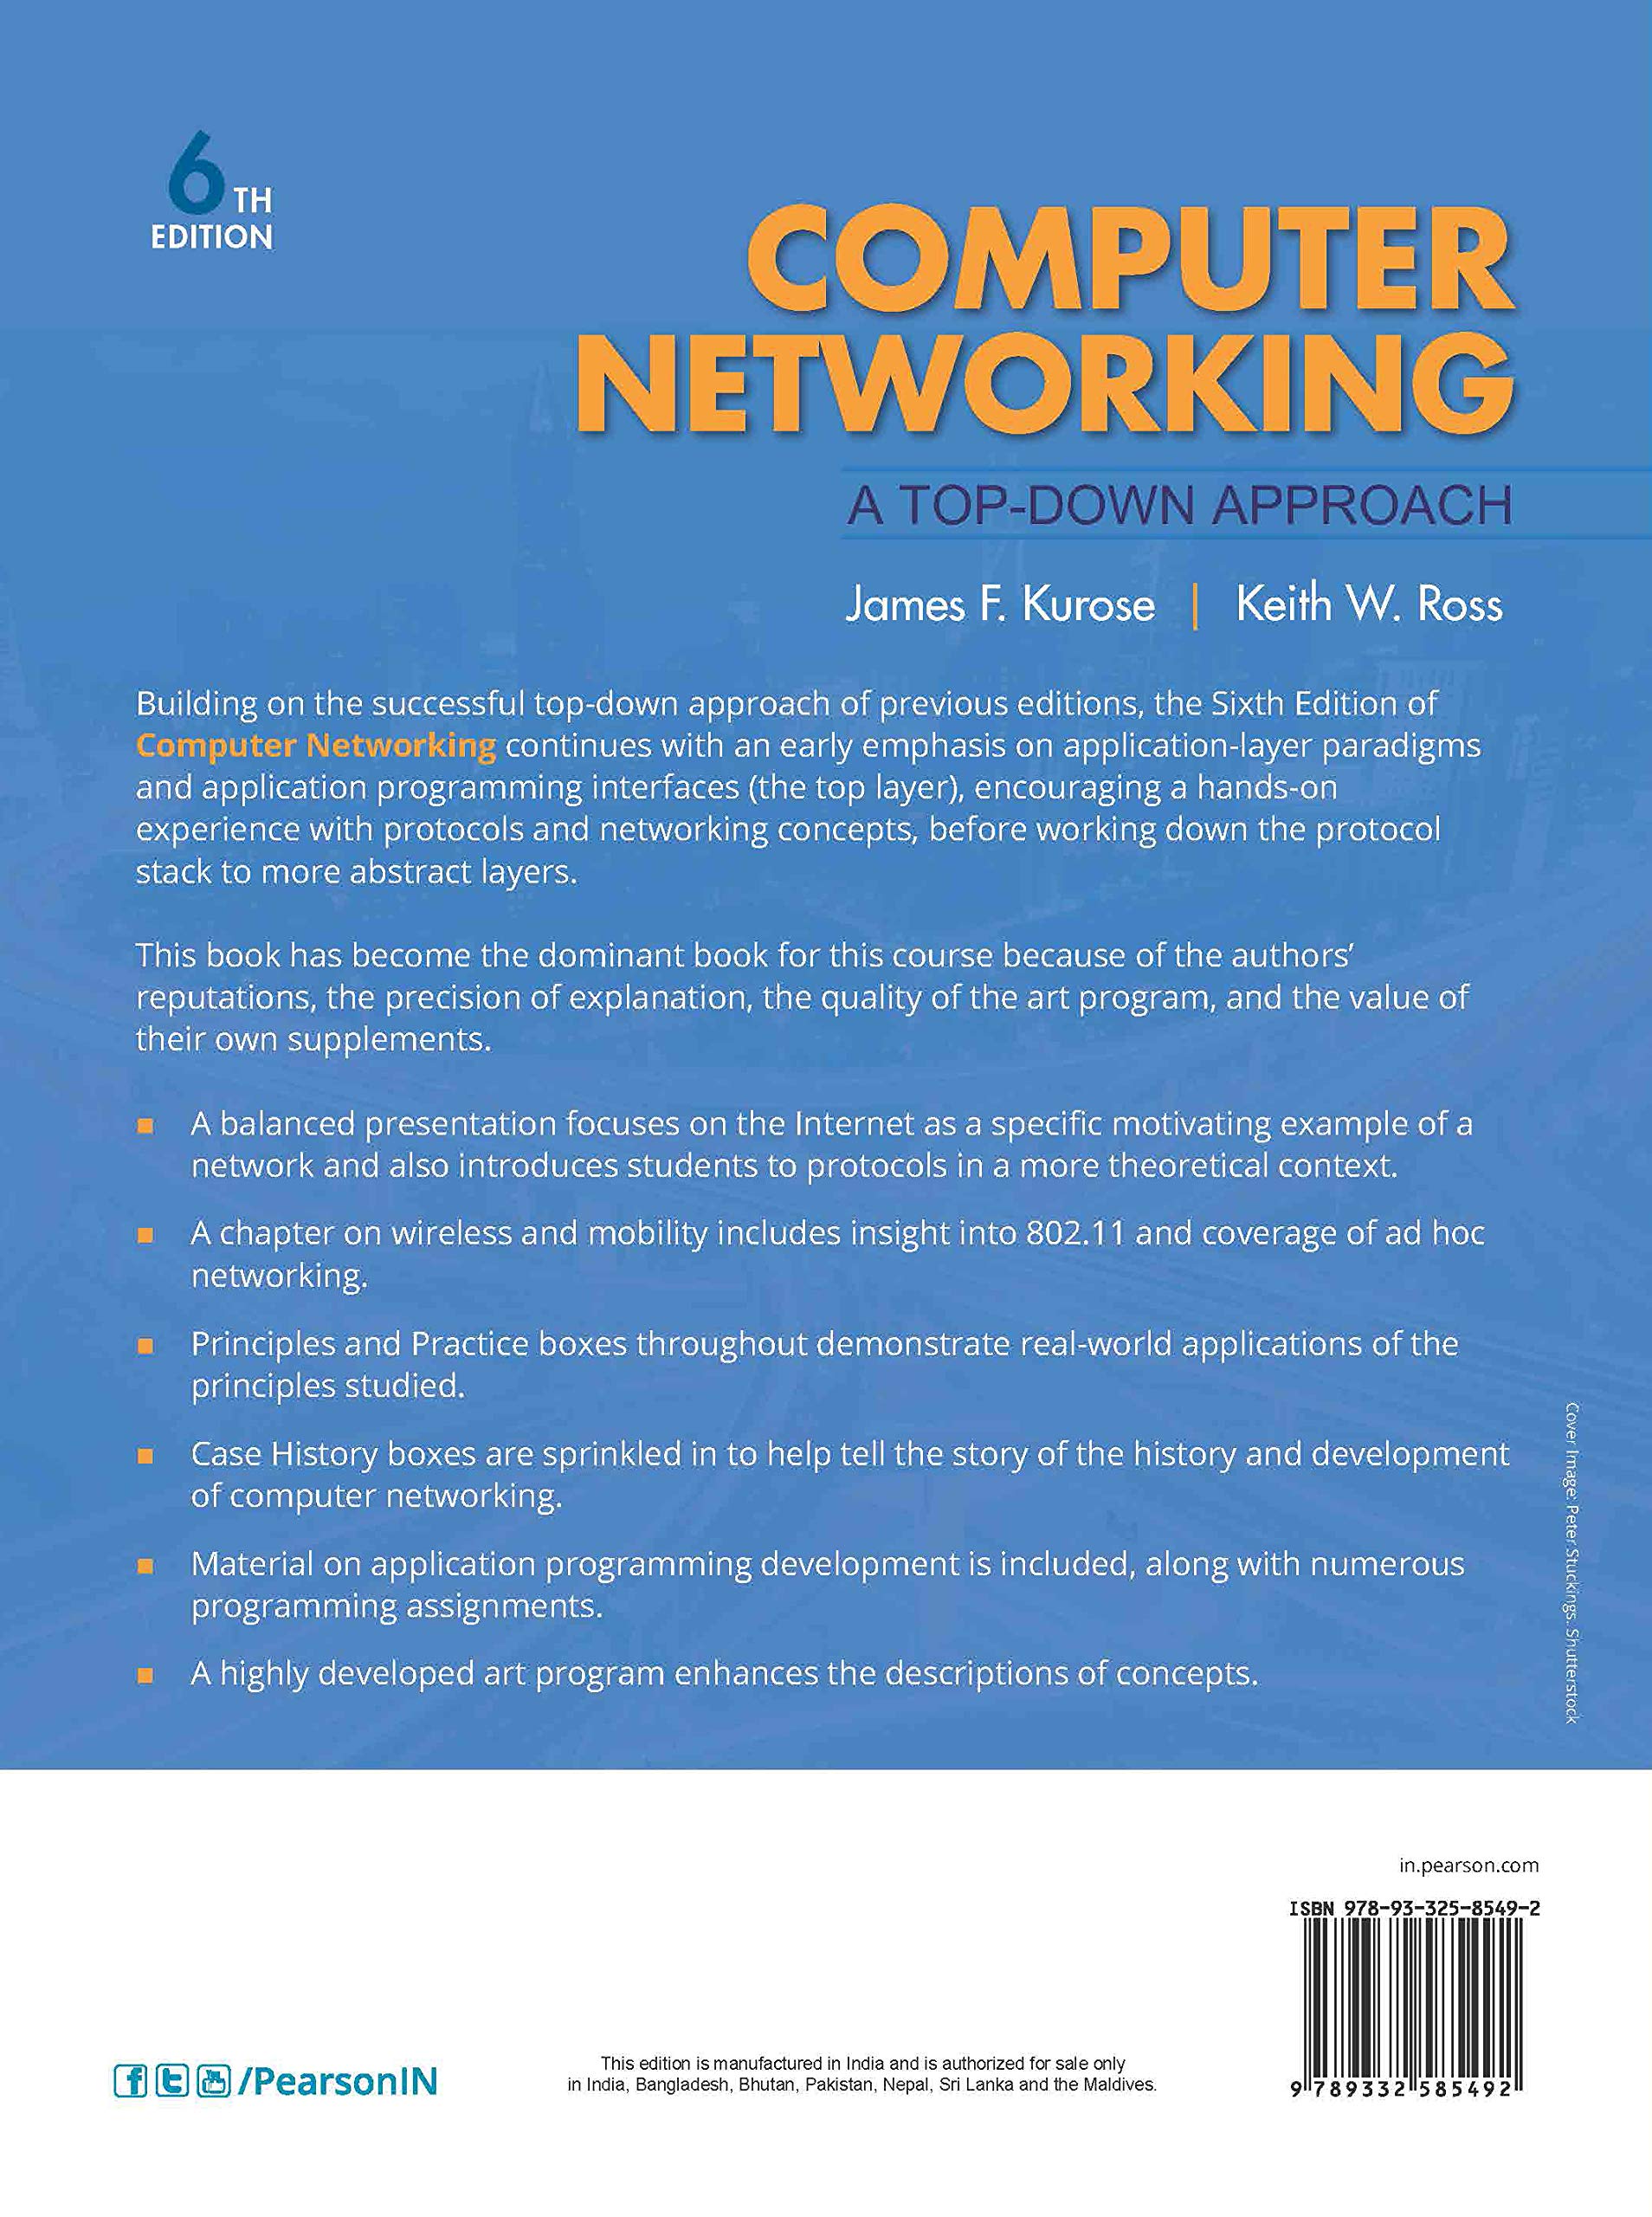 6 TH
EDITION
COMPUTER
NETWORKING
A TOP-DOWN APPROACH
James F. Kurose | Keith W. Ross
Building on the successful top-down approach of previous editions, the Sixth Edition of
Computer Networking continues with an early emphasis on application-layer paradigms
and application programming interfaces (the top layer), encouraging a hands-on
experience with protocols and networking concepts, before working down the protocol
stack to more abstract layers.
This book has become the dominant book for this course because of the authors’
reputations, the precision of explanation, the quality of the art program, and the value of
their own supplements.
■ A balanced presentation focuses on the Internet as a specific motivating example of a
network and also introduces students to protocols in a more theoretical context.
■ A chapter on wireless and mobility includes insight into 802.11 and coverage of ad hoc
networking.
■ Principles and Practice boxes throughout demonstrate real-world applications of the
principles studied.
■ Case History boxes are sprinkled in to help tell the story of the history and development
of computer networking.
■ Material on application programming development is included, along with numerous
programming assignments.
■ A highly developed art program enhances the descriptions of concepts.
Cover Image: Peter Stuckings. Shutterstock
in.pearson.com
ISBN 978-93-325-8549-2
9 789332 585492
/PearsonIN
This edition is manufactured in India and is authorized for sale only
in India, Bangladesh, Bhutan, Pakistan, Nepal, Sri Lanka and the Maldives.